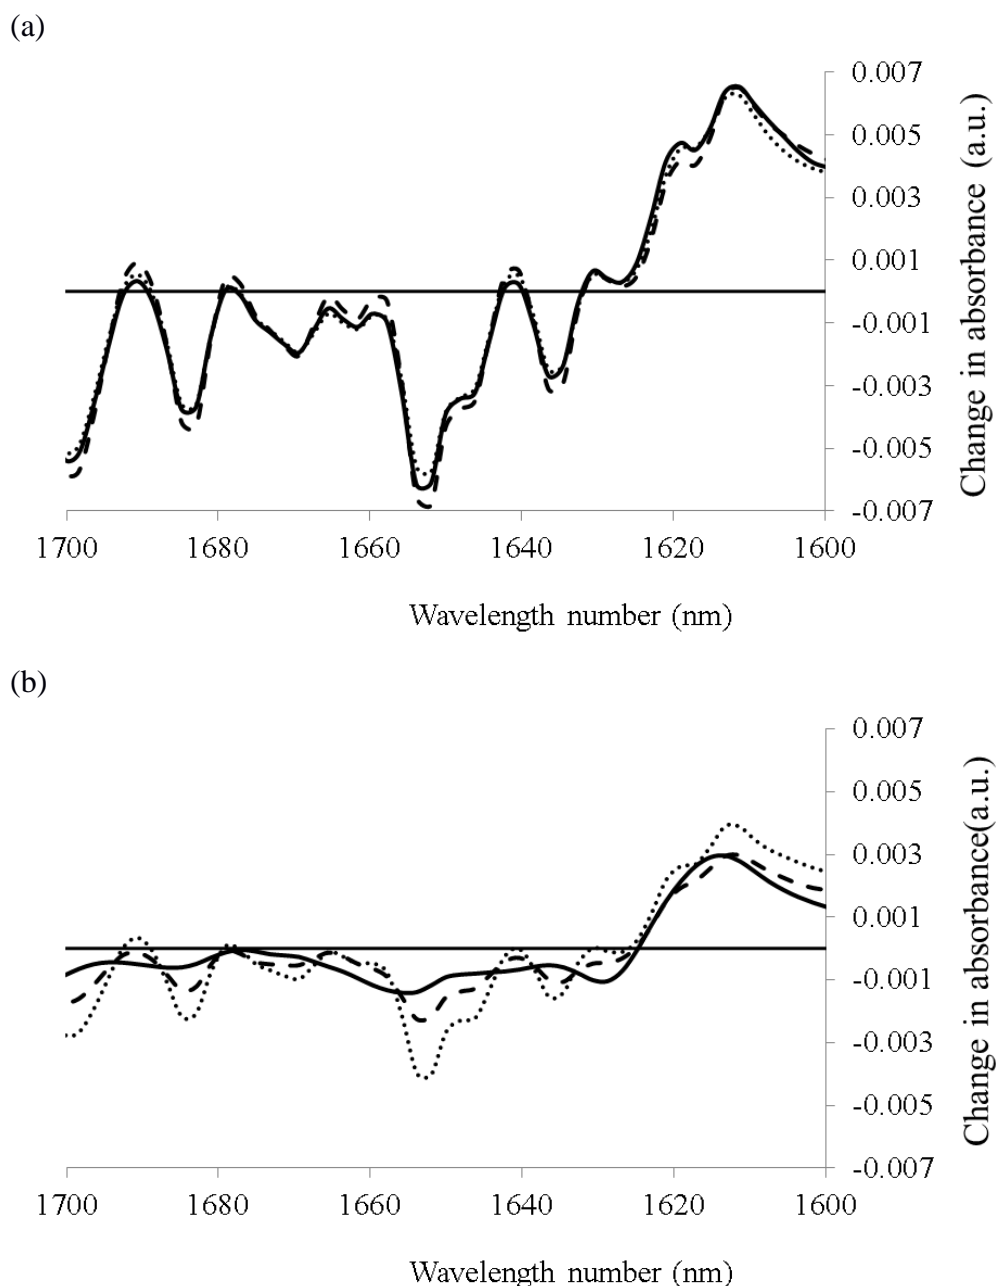 (a)
0.007
0.005
0.003
0.001
-0.001
-0.003
-0.005
-0.007
Change in absorbance (a.u.)
1700 1680 1660 1640 1620 1600
Wavelength number (nm)
(b)
0.007
0.005
0.003
0.001
-0.001
-0.003
-0.005
-0.007
Change in absorbance(a.u.)
1700 1680 1660 1640 1620 1600
Wavelength number (nm)